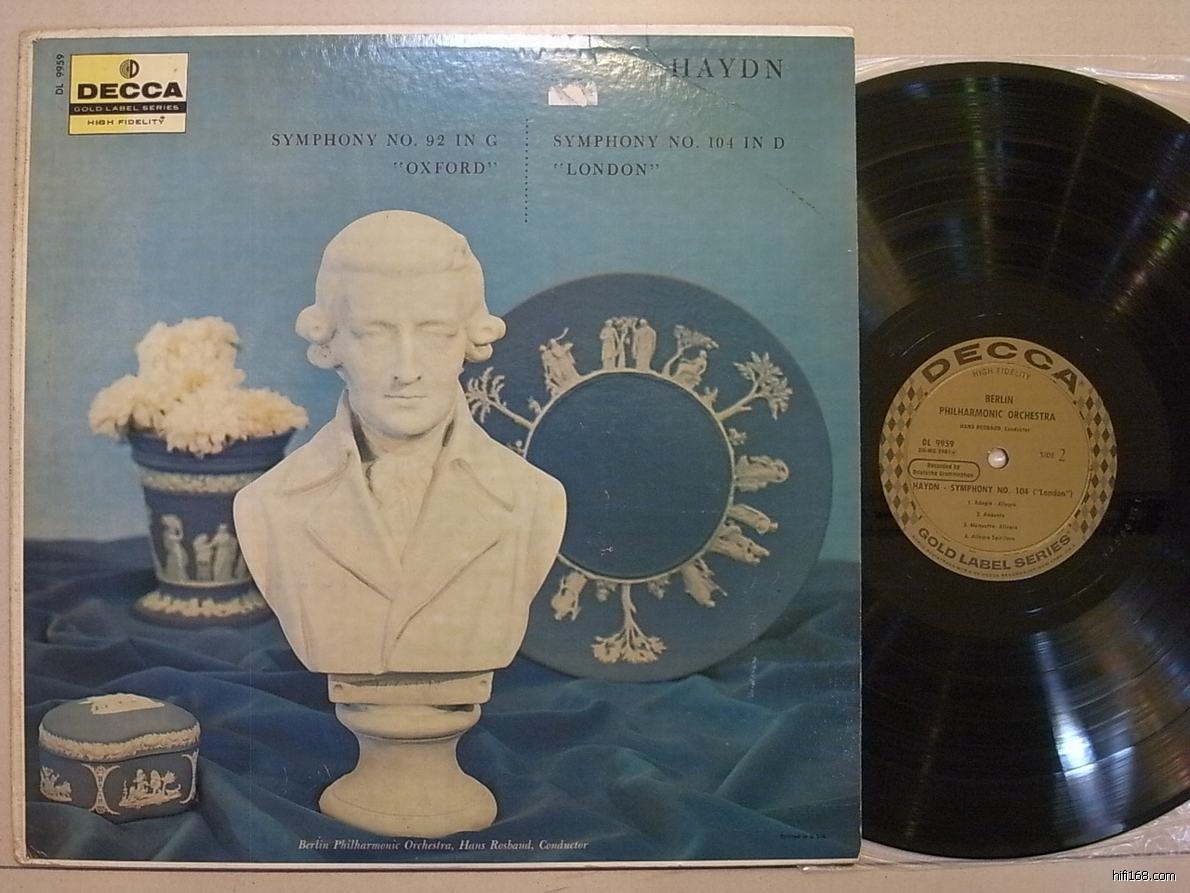 DL 9959
DECCA
GOLD LABEL SERIES
HIGH FIDELITY
HAYDN
SYMPHONY NO. 92 IN G
"OXFORD"
SYMPHONY NO. 104 IN D
"LONDON"
Berlin Philharmonic Orchestra, Hans Rosbaud, Conductor
Printed in U.S.A.
DECCA
HIGH FIDELITY
BERLIN
PHILHARMONIC ORCHESTRA
HANS ROSBAUD, Conductor
DL 9959
SIDE 2
Recorded by
Deutsche Grammophon
HAYDN - SYMPHONY NO. 104 ("London")
1. Adagio - Allegro
2. Andante
3. Menuetto - Allegro
4. Allegro Spiritoso
GOLD LABEL SERIES
hifi168.com